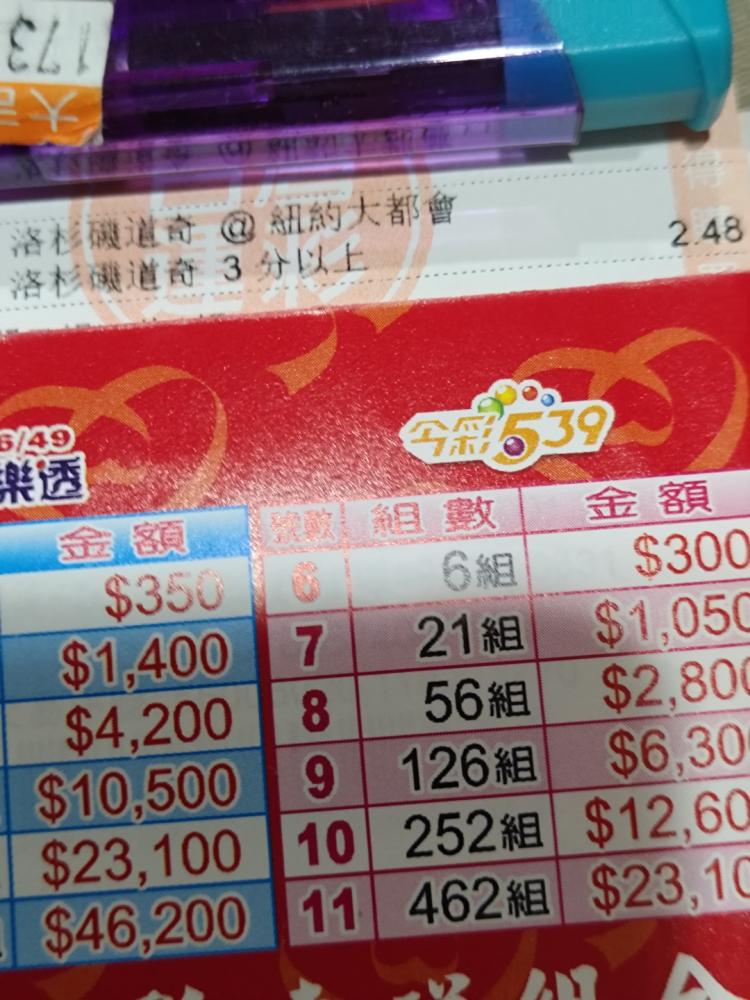 173
洛杉磯道奇 @ 紐約大都會
洛杉磯道奇 3 分以上 2.48
6/49
樂透
今彩539
金額
$350
$1,400
$4,200
$10,500
$23,100
$46,200
號數 組數 金額
6 6組 $300
7 21組 $1,050
8 56組 $2,800
9 126組 $6,300
10 252組 $12,60
11 462組 $23,10